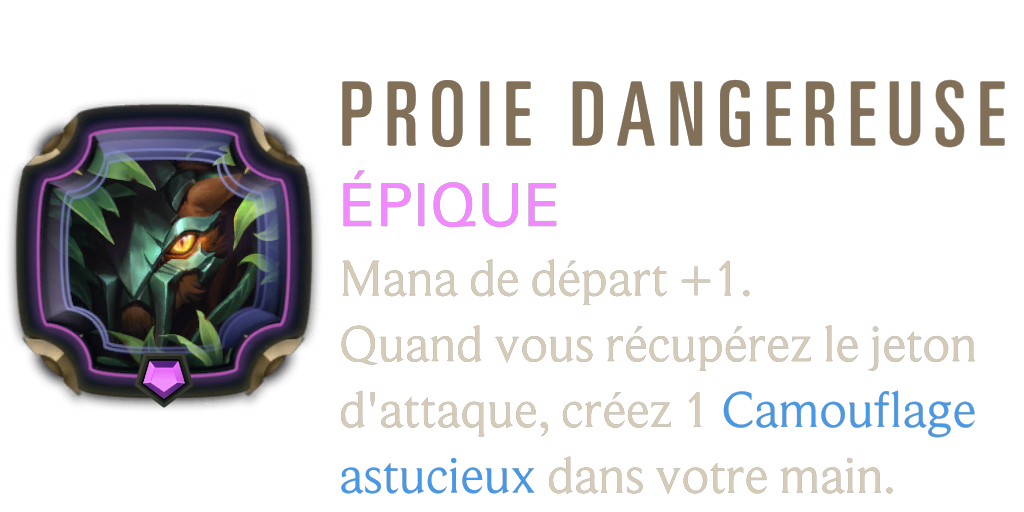 PROIE DANGEREUSE
ÉPIQUE
Mana de départ +1.
Quand vous récupérez le jeton
d'attaque, créez 1 Camouflage
astucieux dans votre main.